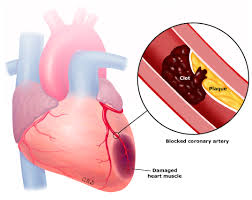 Clot
Plaque
Blocked coronary artery
Damaged
heart muscle